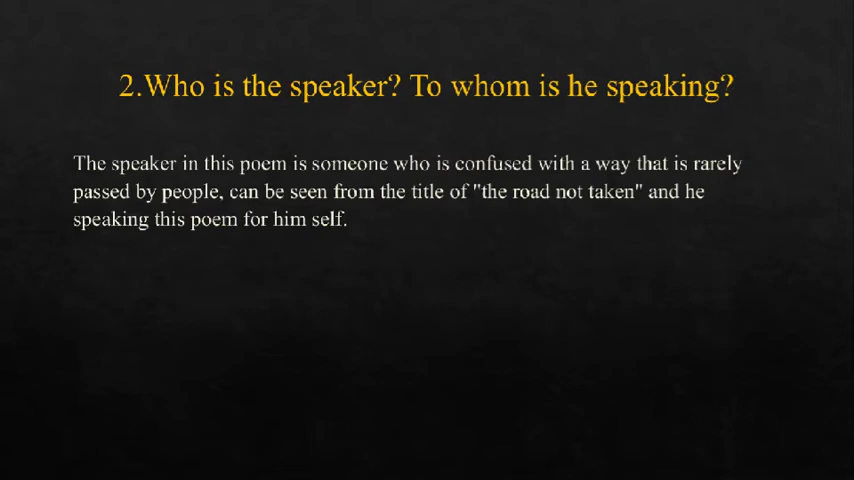 2.Who is the speaker? To whom is he speaking?
The speaker in this poem is someone who is confused with a way that is rarely
passed by people, can be seen from the title of "the road not taken" and he
speaking this poem for him self.